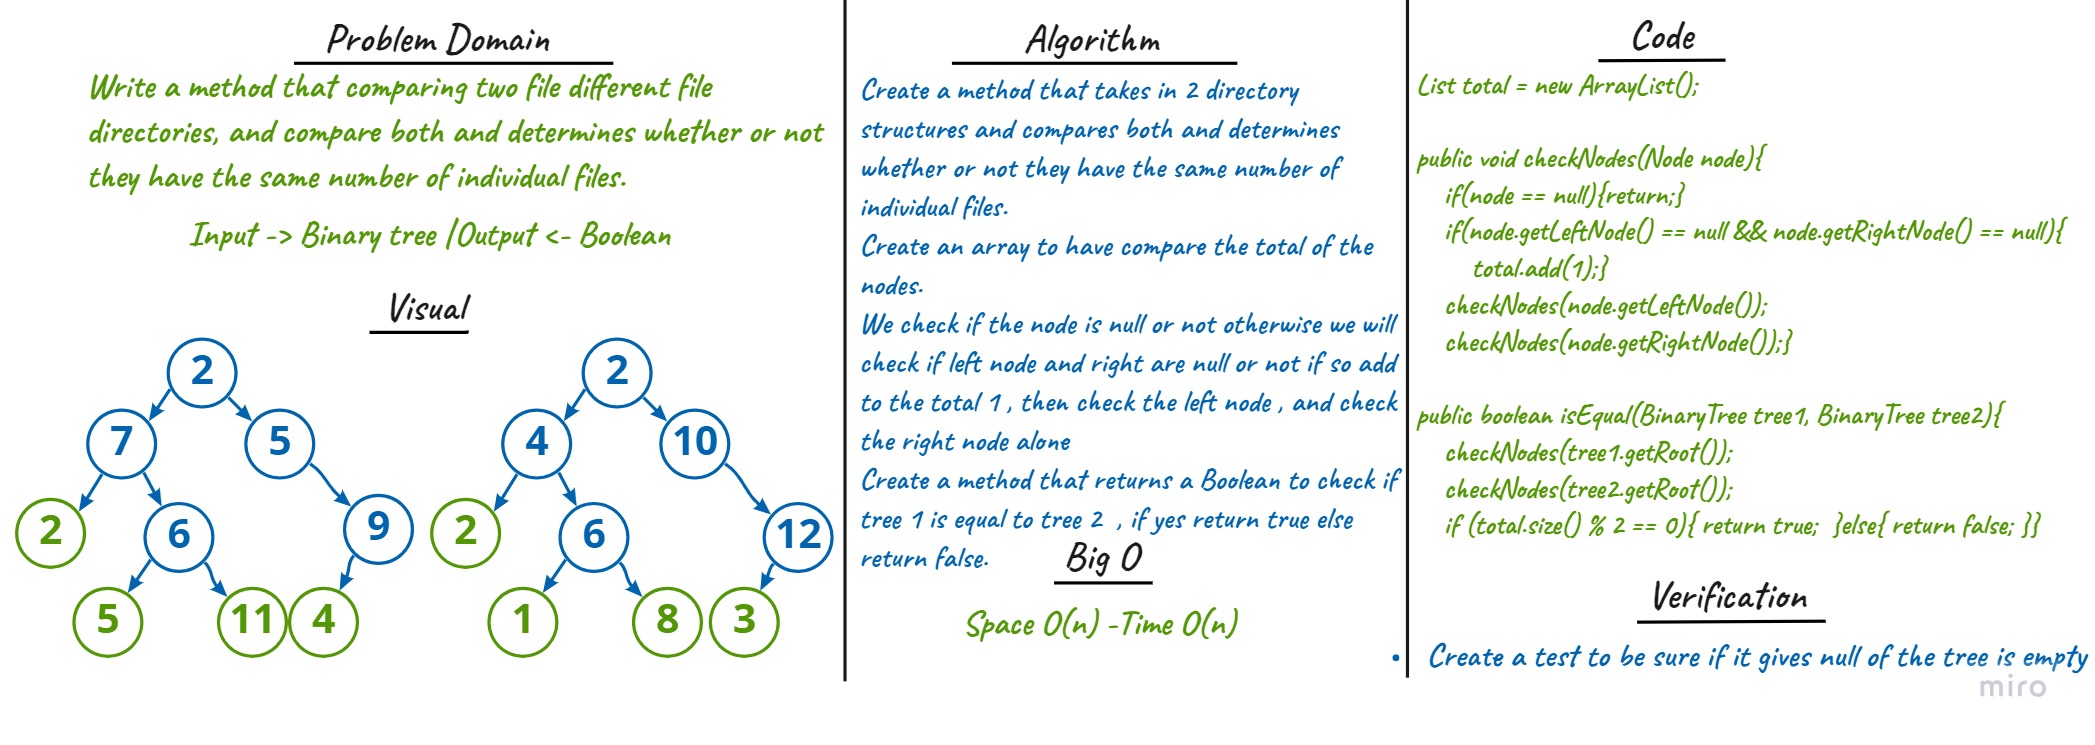 Problem Domain
Write a method that comparing two file different file
directories, and compare both and determines whether or not
they have the same number of individual files.
Input -> Binary tree |Output <- Boolean
Visual
2
7
5
2
6
9
5
11
4
2
4
10
2
6
12
1
8
3
Algorithm
Create a method that takes in 2 directory
structures and compares both and determines
whether or not they have the same number of
individual files.
Create an array to have compare the total of the
nodes.
We check if the node is null or not otherwise we will
check if left node and right are null or not if so add
to the total 1 , then check the left node , and check
the right node alone
Create a method that returns a Boolean to check if
tree 1 is equal to tree 2  , if yes return true else
return false.
Big O
Space O(n) -Time O(n)
Code
List total = new ArrayList();
public void checkNodes(Node node){
if(node == null){return;}
if(node.getLeftNode() == null && node.getRightNode() == null){
total.add(1);}
checkNodes(node.getLeftNode());
checkNodes(node.getRightNode());}
public boolean isEqual(BinaryTree tree1, BinaryTree tree2){
checkNodes(tree1.getRoot());
checkNodes(tree2.getRoot());
if (total.size() % 2 == 0){ return true;  }else{ return false; }}
Verification
• Create a test to be sure if it gives null of the tree is empty
miro